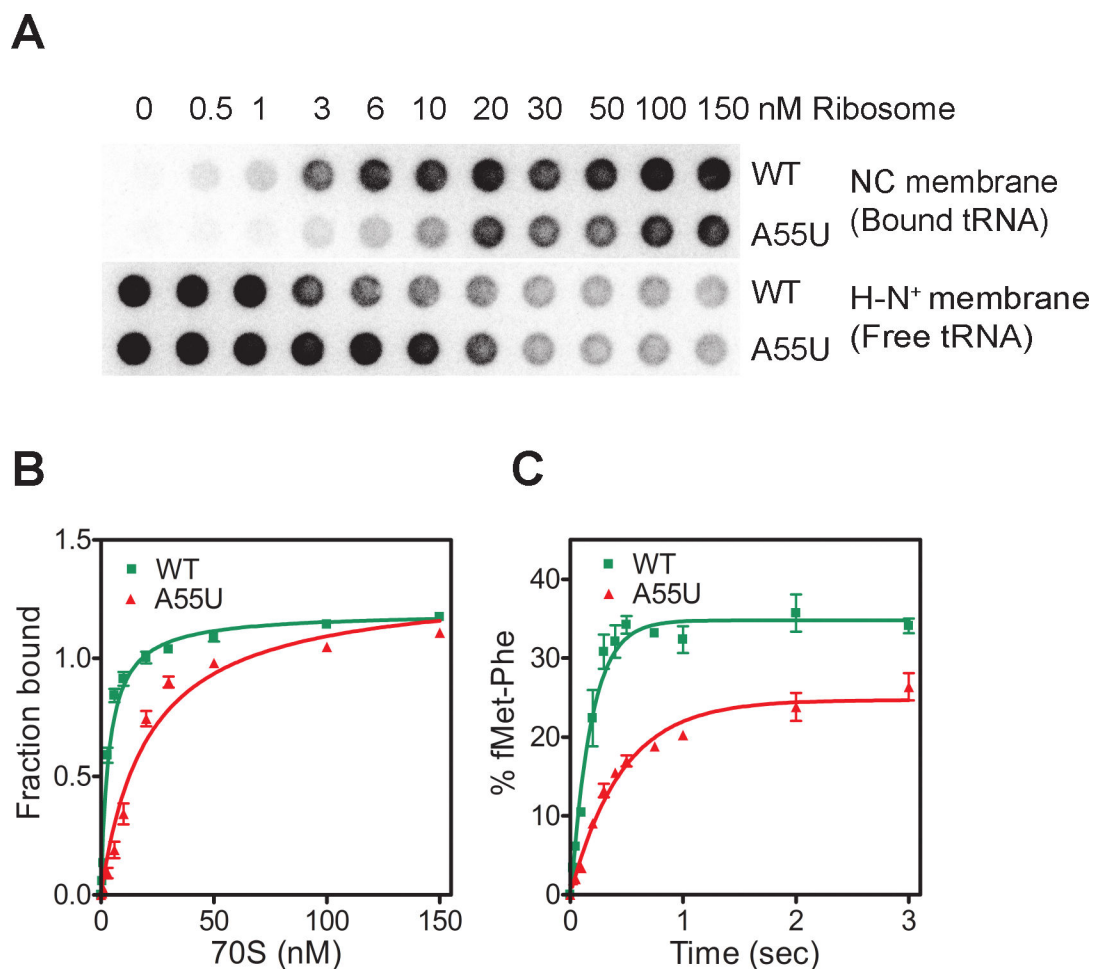 A
0 0.5 1 3 6 10 20 30 50 100 150 nM Ribosome
WT
A55U
NC membrane
(Bound tRNA)
WT
A55U
H-N⁺ membrane
(Free tRNA)
B
Fraction bound
1.5
1.0
0.5
0.0
WT
A55U
0 50 100 150
70S (nM)
C
% fMet-Phe
40
30
20
10
0
WT
A55U
0 1 2 3
Time (sec)